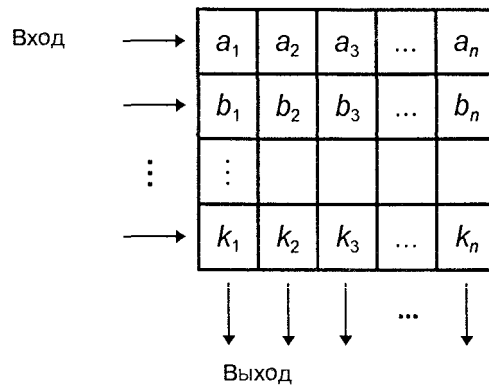 Вход
a₁ a₂ a₃ ... aₙ
b₁ b₂ b₃ ... bₙ
⋮ ⋮
k₁ k₂ k₃ ... kₙ
...
Выход